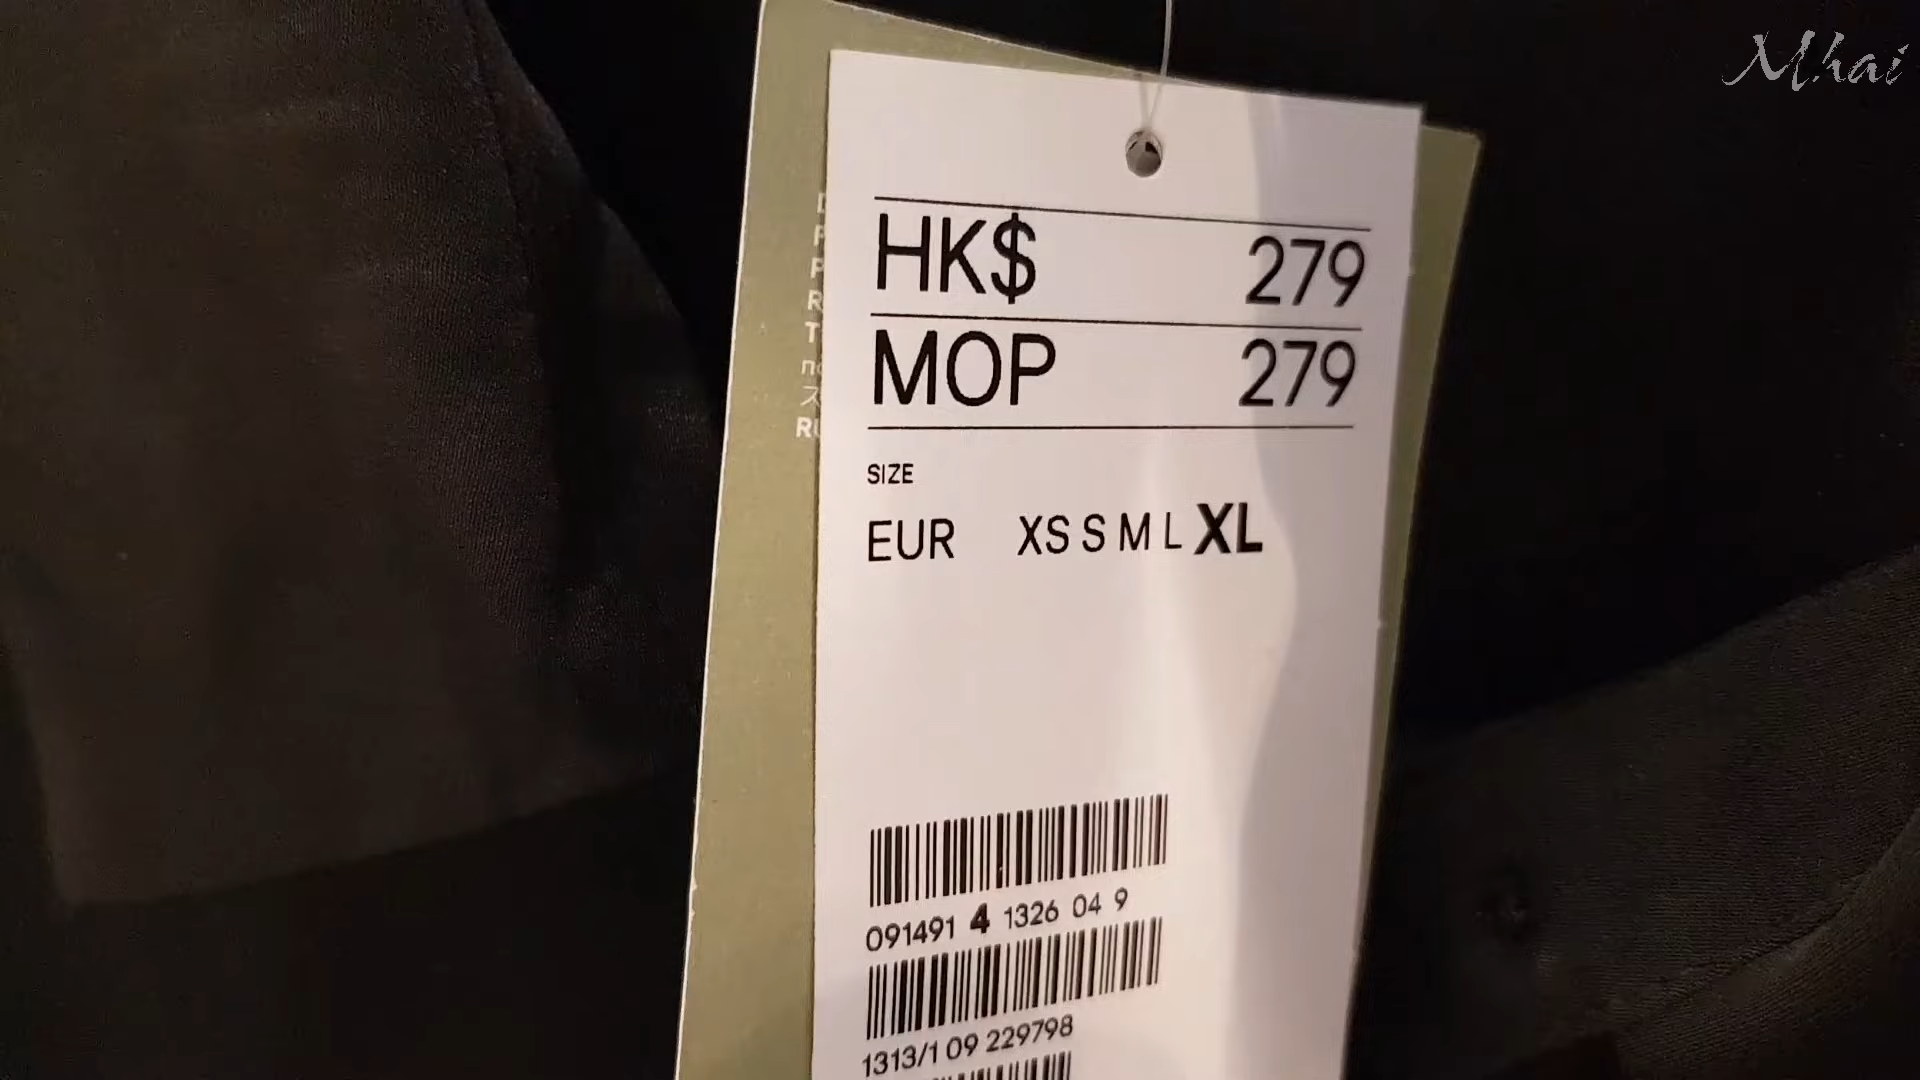 Mhai
HK$ 279
MOP 279
SIZE
EUR XS S M L XL
091491 4 1326 04 9
1313/1 09 229798